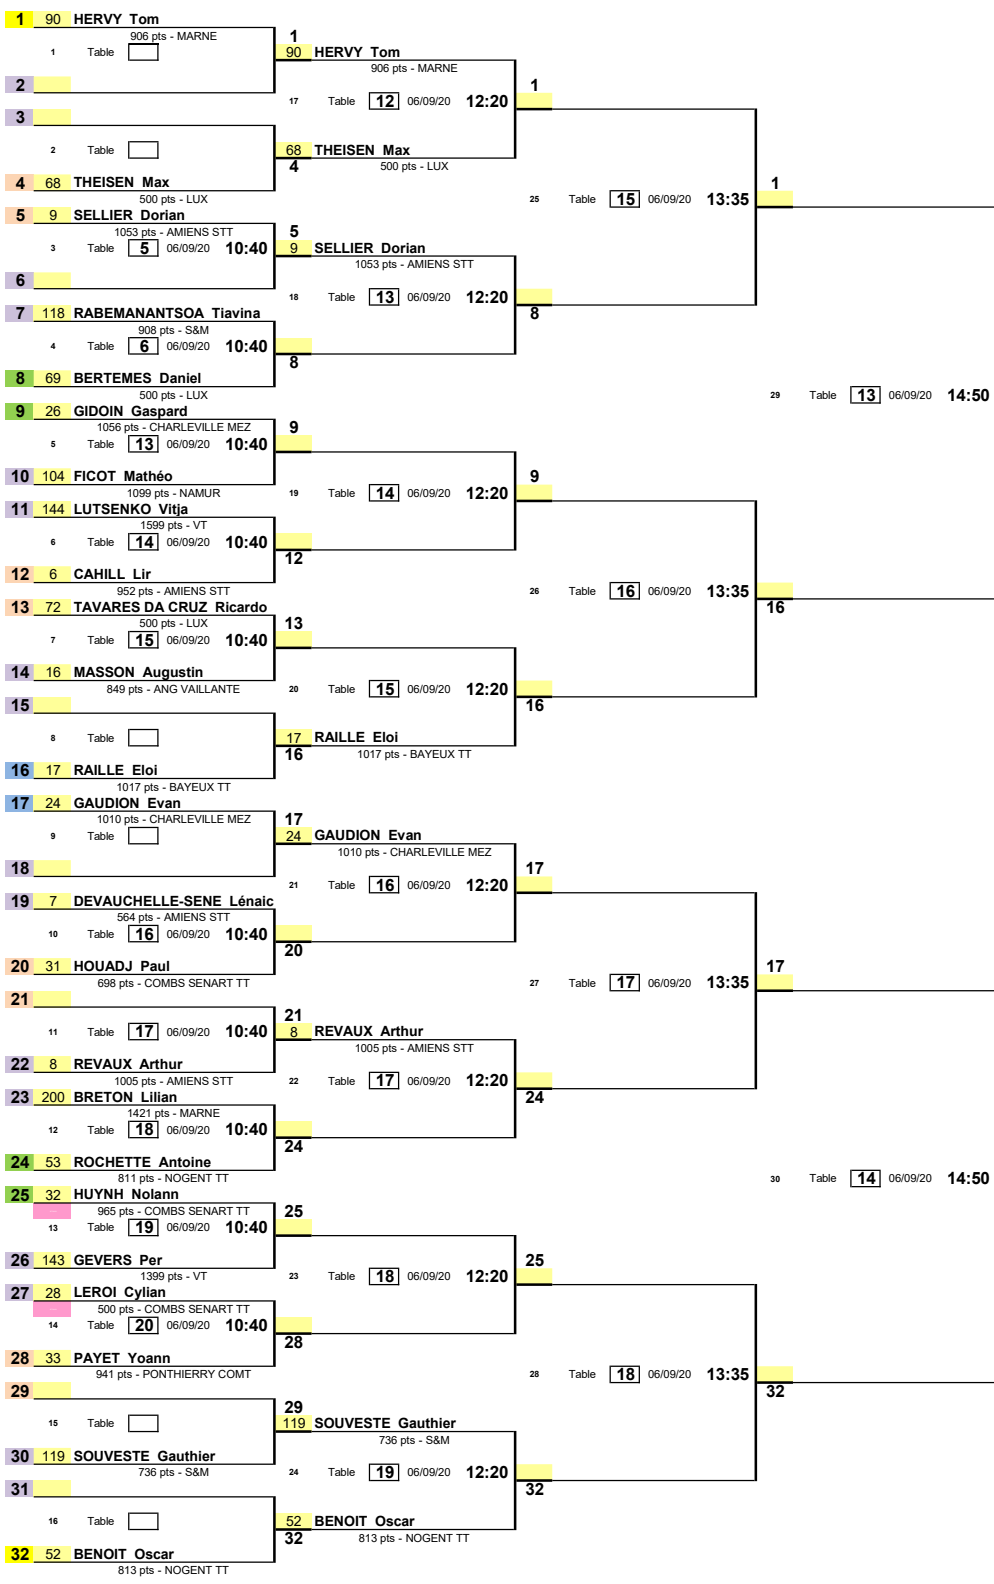 1 90 HERVY Tom
906 pts - MARNE 1
1 Table 90 HERVY Tom
906 pts - MARNE
2 1
17 Table 12 06/09/20 12:20
3
2 Table 68 THEISEN Max
4 500 pts - LUX
4 68 THEISEN Max 1
500 pts - LUX 25 Table 15 06/09/20 13:35
5 9 SELLIER Dorian
1053 pts - AMIENS STT 5
3 Table 5 06/09/20 10:40 9 SELLIER Dorian
1053 pts - AMIENS STT
6
18 Table 13 06/09/20 12:20
7 118 RABEMANANTSOA Tiavina 8
908 pts - S&M
4 Table 6 06/09/20 10:40
8
8 69 BERTEMES Daniel
500 pts - LUX 29 Table 13 06/09/20 14:50
9 26 GIDOIN Gaspard
1056 pts - CHARLEVILLE MEZ 9
5 Table 13 06/09/20 10:40
10 104 FICOT Mathéo 9
1099 pts - NAMUR 19 Table 14 06/09/20 12:20
11 144 LUTSENKO Vitja
1599 pts - VT
6 Table 14 06/09/20 10:40
12
12 6 CAHILL Lir
952 pts - AMIENS STT 26 Table 16 06/09/20 13:35
13 72 TAVARES DA CRUZ Ricardo 16
500 pts - LUX 13
7 Table 15 06/09/20 10:40
14 16 MASSON Augustin
849 pts - ANG VAILLANTE 20 Table 15 06/09/20 12:20
15 16
8 Table 17 RAILLE Eloi
16 1017 pts - BAYEUX TT
16 17 RAILLE Eloi
1017 pts - BAYEUX TT
17 24 GAUDION Evan
1010 pts - CHARLEVILLE MEZ 17
9 Table 24 GAUDION Evan
1010 pts - CHARLEVILLE MEZ
18 17
21 Table 16 06/09/20 12:20
19 7 DEVAUCHELLE-SENE Lénaic
564 pts - AMIENS STT
10 Table 16 06/09/20 10:40
20
20 31 HOUADJ Paul 17
698 pts - COMBS SENART TT 27 Table 17 06/09/20 13:35
21
21
11 Table 17 06/09/20 10:40 8 REVAUX Arthur
1005 pts - AMIENS STT
22 8 REVAUX Arthur
1005 pts - AMIENS STT 22 Table 17 06/09/20 12:20
23 200 BRETON Lilian 24
1421 pts - MARNE
12 Table 18 06/09/20 10:40
24
24 53 ROCHETTE Antoine
811 pts - NOGENT TT 30 Table 14 06/09/20 14:50
25 32 HUYNH Nolann
965 pts - COMBS SENART TT 25
13 Table 19 06/09/20 10:40
26 143 GEVERS Per 25
1399 pts - VT 23 Table 18 06/09/20 12:20
27 28 LEROI Cylian
500 pts - COMBS SENART TT
14 Table 20 06/09/20 10:40
28
28 33 PAYET Yoann
941 pts - PONTHIERRY COMT 28 Table 18 06/09/20 13:35
29 32
29
15 Table 119 SOUVESTE Gauthier
736 pts - S&M
30 119 SOUVESTE Gauthier
736 pts - S&M 24 Table 19 06/09/20 12:20
31 32
16 Table 52 BENOIT Oscar
32 813 pts - NOGENT TT
32 52 BENOIT Oscar
813 pts - NOGENT TT